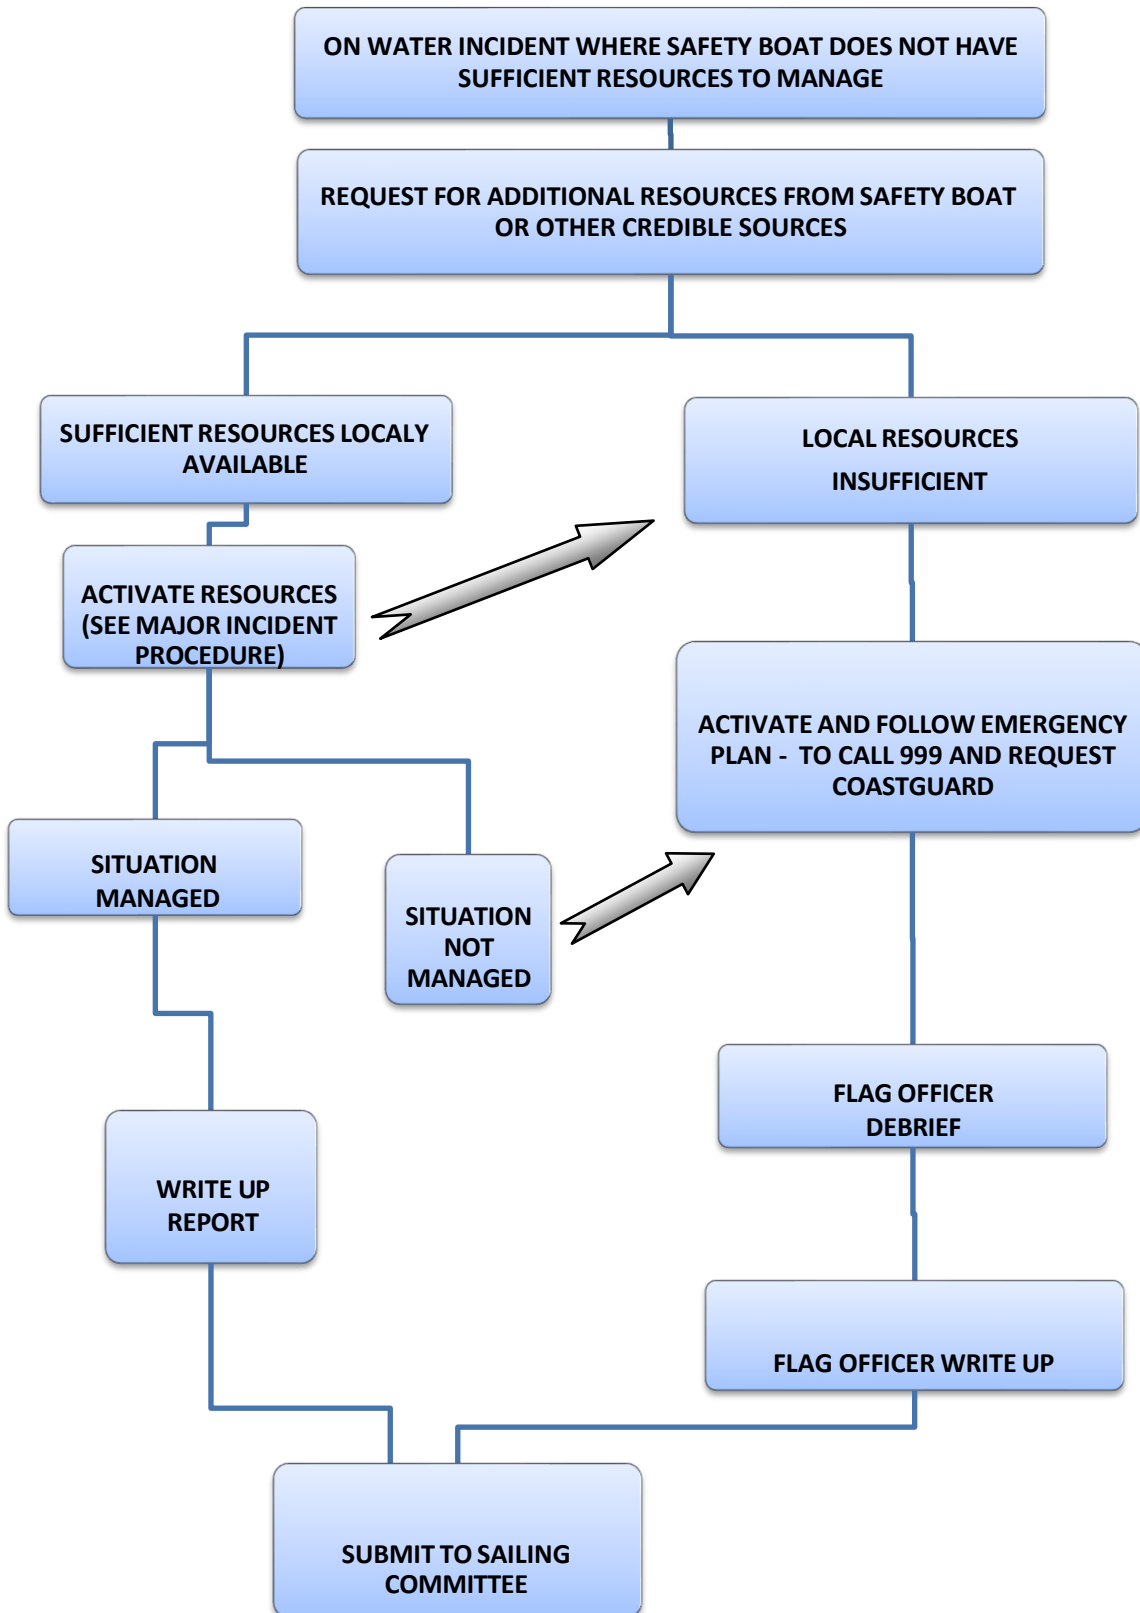 ON WATER INCIDENT WHERE SAFETY BOAT DOES NOT HAVE
SUFFICIENT RESOURCES TO MANAGE
REQUEST FOR ADDITIONAL RESOURCES FROM SAFETY BOAT
OR OTHER CREDIBLE SOURCES
SUFFICIENT RESOURCES LOCALY
AVAILABLE
LOCAL RESOURCES
INSUFFICIENT
ACTIVATE RESOURCES
(SEE MAJOR INCIDENT
PROCEDURE)
ACTIVATE AND FOLLOW EMERGENCY
PLAN - TO CALL 999 AND REQUEST
COASTGUARD
SITUATION
MANAGED
SITUATION
NOT
MANAGED
FLAG OFFICER
DEBRIEF
WRITE UP
REPORT
FLAG OFFICER WRITE UP
SUBMIT TO SAILING
COMMITTEE